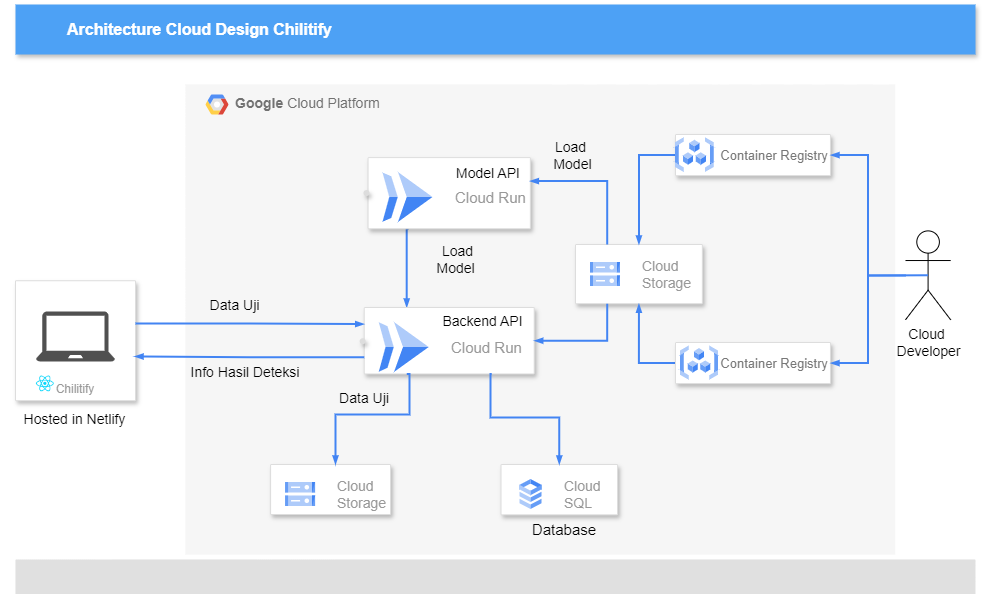 Architecture Cloud Design Chilitify
Google Cloud Platform
Load
Model
Model API
Cloud Run
Container Registry
Load
Model
Cloud
Storage
Data Uji
Backend API
Cloud Run
Info Hasil Deteksi
Chilitify
Hosted in Netlify
Container Registry
Cloud
Developer
Data Uji
Cloud
Storage
Cloud
SQL
Database